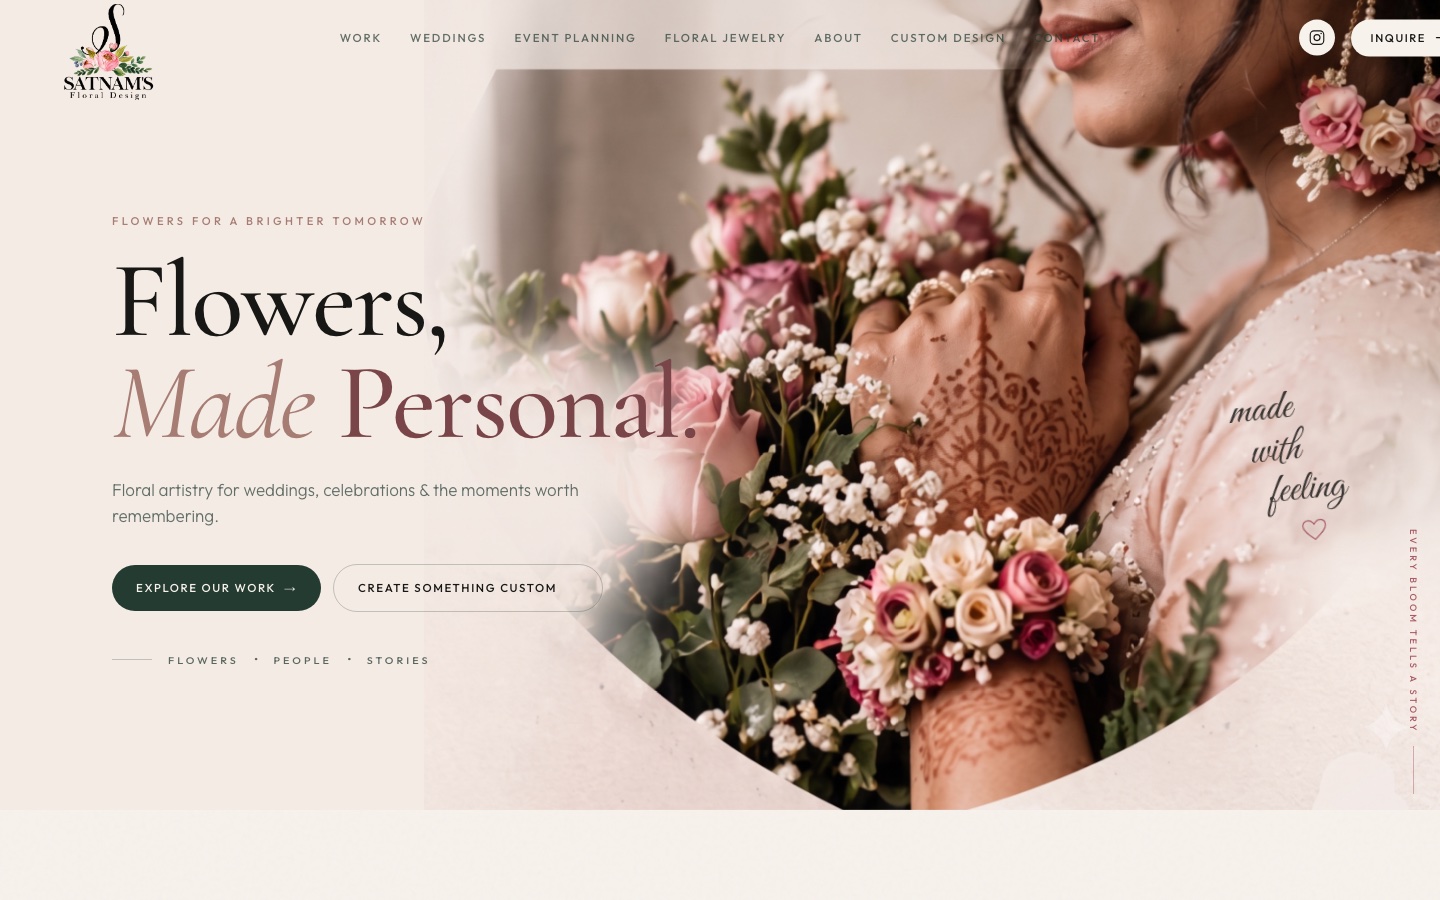 SATNAM'S
Floral Design
WORK WEDDINGS EVENT PLANNING FLORAL JEWELRY ABOUT CUSTOM DESIGN CONTACT
INQUIRE →
FLOWERS FOR A BRIGHTER TOMORROW
Flowers,
Made Personal.
Floral artistry for weddings, celebrations & the moments worth
remembering.
EXPLORE OUR WORK →
CREATE SOMETHING CUSTOM
FLOWERS • PEOPLE • STORIES
made
with
feeling
EVERY BLOOM TELLS A STORY